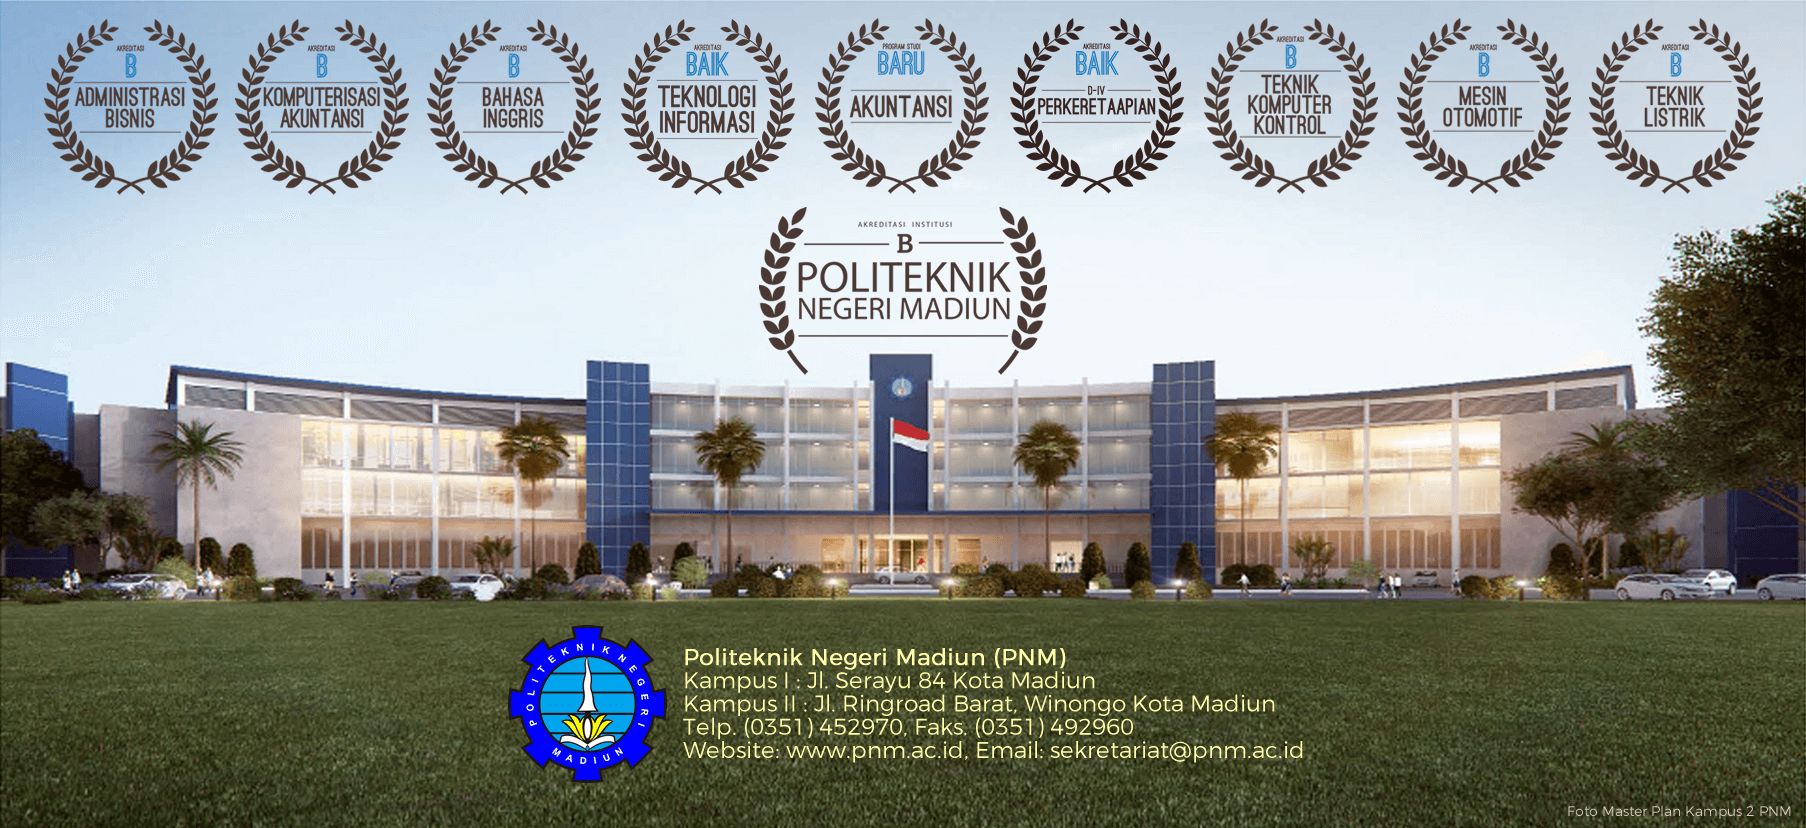 AKREDITASI
B
ADMINISTRASI
BISNIS
AKREDITASI
B
KOMPUTERISASI
AKUNTANSI
AKREDITASI
B
BAHASA
INGGRIS
AKREDITASI
BAIK
TEKNOLOGI
INFORMASI
PROGRAM STUDI
BARU
AKUNTANSI
AKREDITASI
BAIK
D-IV
PERKERETAAPIAN
AKREDITASI
B
TEKNIK
KOMPUTER
KONTROL
AKREDITASI
B
MESIN
OTOMOTIF
AKREDITASI
B
TEKNIK
LISTRIK
AKREDITASI INSTITUSI
B
POLITEKNIK
NEGERI MADIUN
POLITEKNIK NEGERI
MADIUN
Politeknik Negeri Madiun (PNM)
Kampus I : Jl. Serayu 84 Kota Madiun
Kampus II : Jl. Ringroad Barat, Winongo Kota Madiun
Telp. (0351) 452970, Faks. (0351) 492960
Website: www.pnm.ac.id, Email: sekretariat@pnm.ac.id
Foto Master Plan Kampus 2 PNM